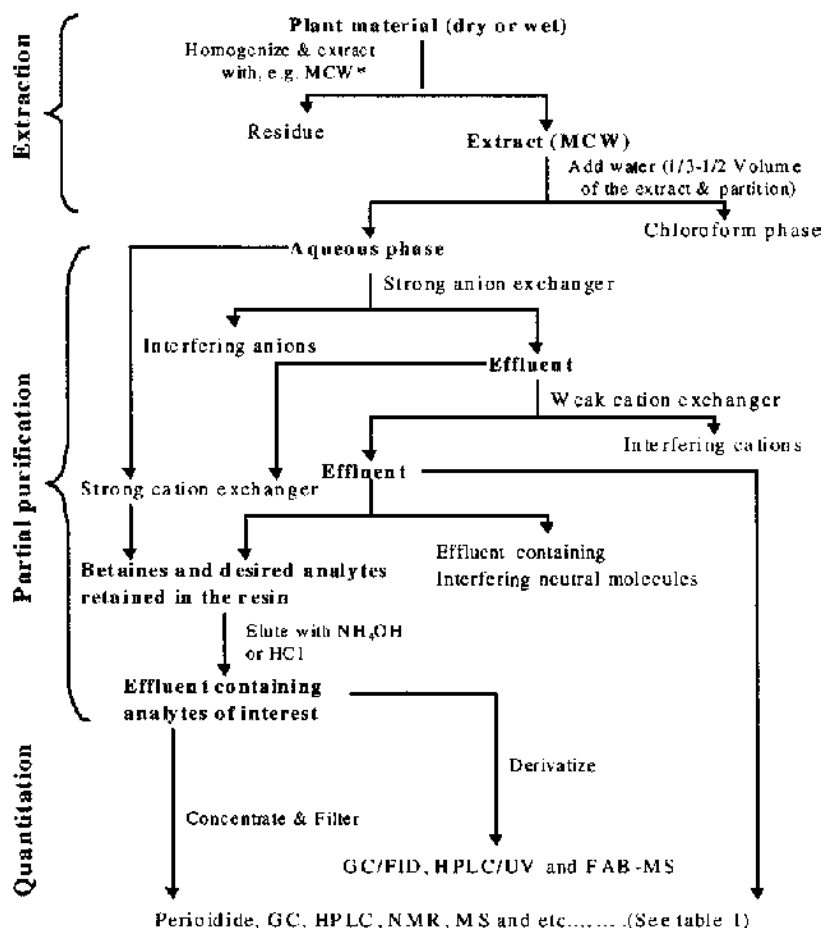 Extraction
Plant material (dry or wet)
Homogenize & extract
with, e.g. MCW*
Residue
Extract (MCW)
Add water (1/3-1/2 Volume
of the extract & partition)
Chloroform phase
Partial purification
Aqueous phase
Strong anion exchanger
Interfering anions
Effluent
Weak cation exchanger
Interfering cations
Effluent
Strong cation exchanger
Effluent containing
Interfering neutral molecules
Betaines and desired analytes
retained in the resin
Elute with NH₄OH
or HCl
Effluent containing
analytes of interest
Quantitation
Derivatize
Concentrate & Filter
GC/FID, HPLC/UV and FAB-MS
Perioidide, GC, HPLC, NMR, MS and etc...,.... .(See table 1)